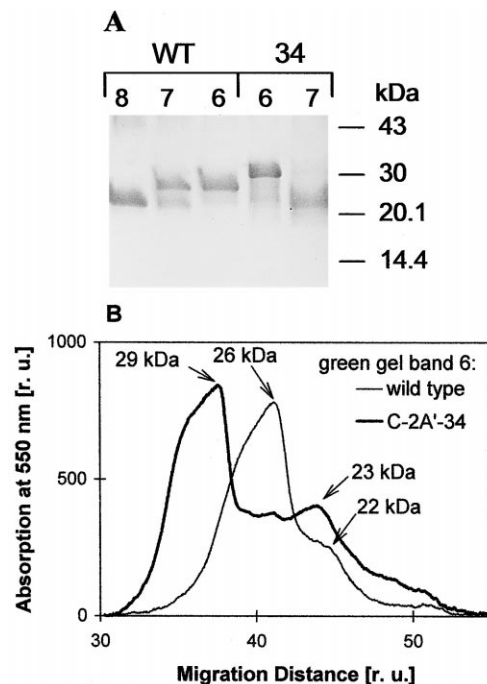 A
WT 34
8 7 6 6 7 kDa
43
30
20.1
14.4
B
1000
500
0
30 40 50
Absorption at 550 nm [r. u.]
Migration Distance [r. u.]
29 kDa
26 kDa
green gel band 6:
wild type
C-2A'-34
23 kDa
22 kDa